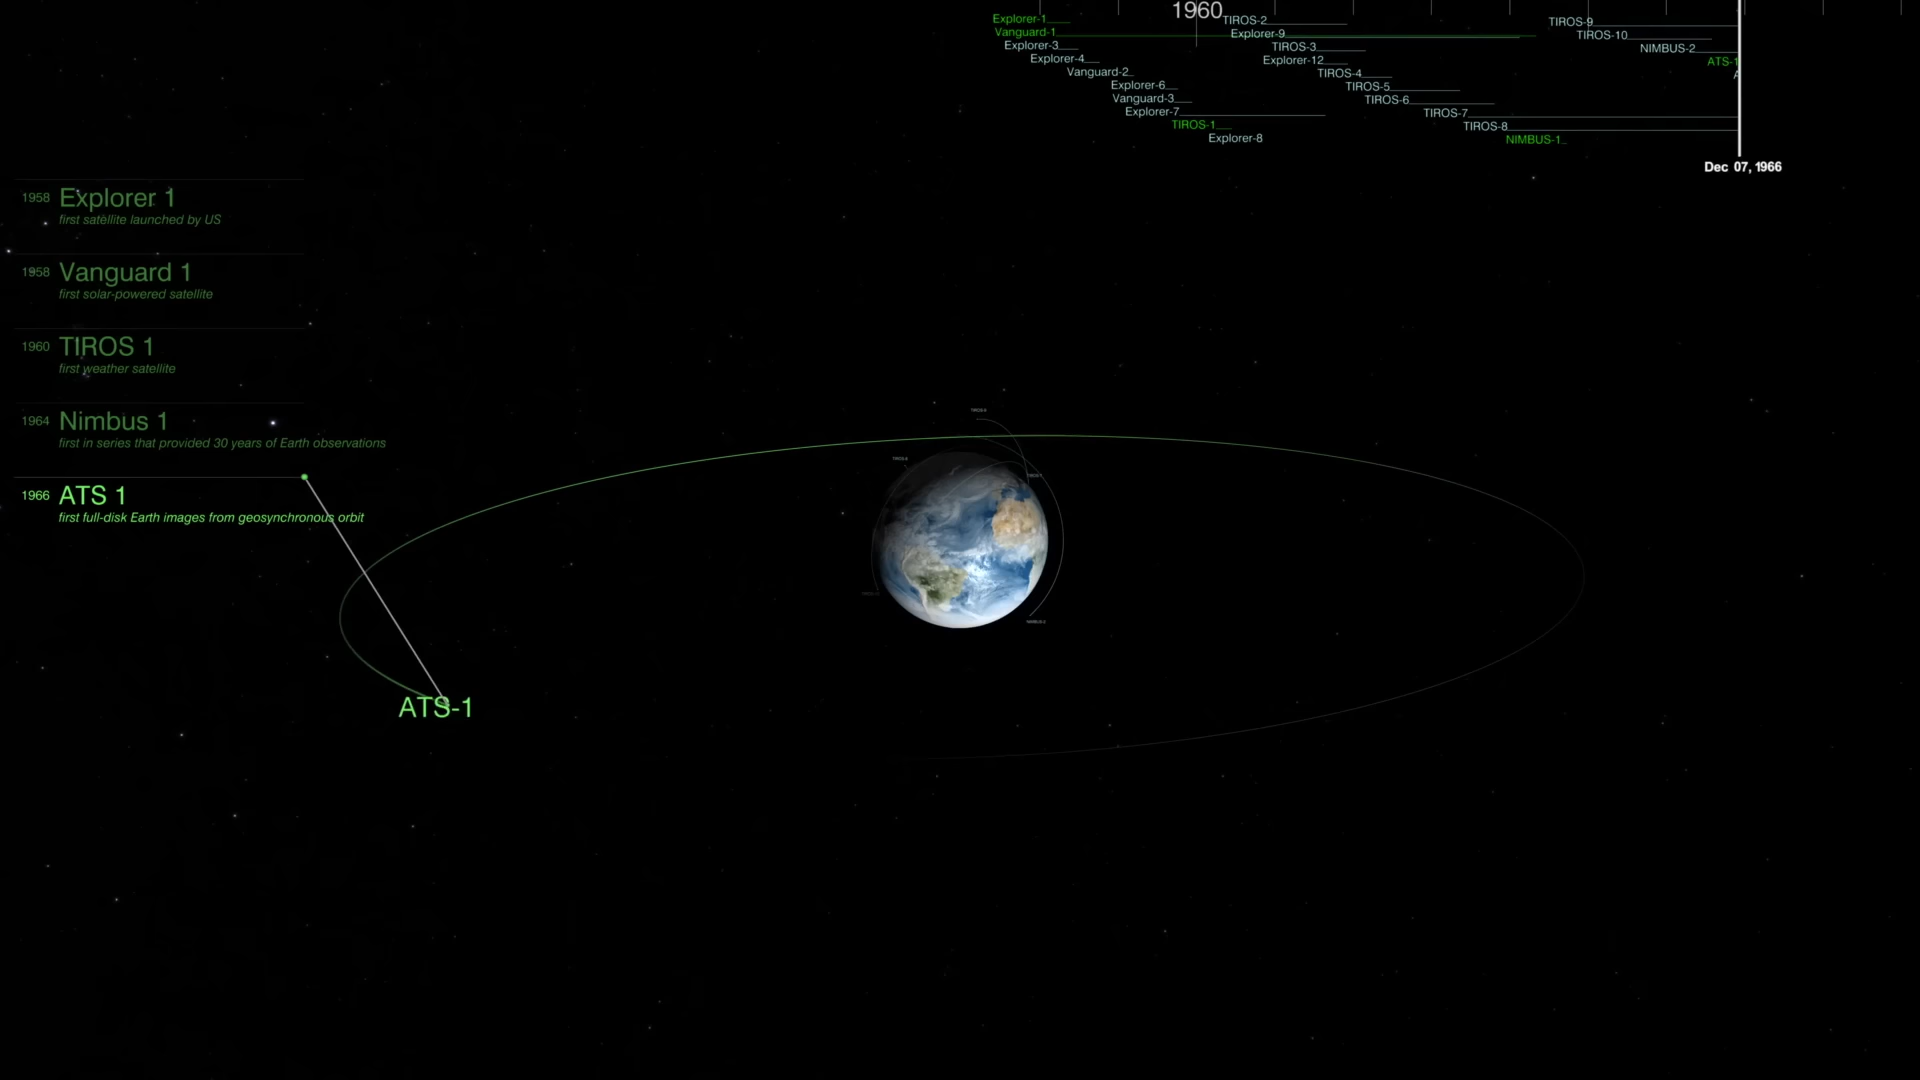 1960
Explorer-1
TIROS-2
TIROS-9
Vanguard-1
Explorer-9
TIROS-10
Explorer-3
TIROS-3
NIMBUS-2
Explorer-4
Explorer-12
ATS-1
Vanguard-2
TIROS-4
A
Explorer-6
TIROS-5
Vanguard-3
TIROS-6
Explorer-7
TIROS-7
TIROS-1
TIROS-8
Explorer-8
NIMBUS-1
Dec 07, 1966
1958 Explorer 1
first satellite launched by US
1958 Vanguard 1
first solar-powered satellite
1960 TIROS 1
first weather satellite
1964 Nimbus 1
first in series that provided 30 years of Earth observations
1966 ATS 1
first full-disk Earth images from geosynchronous orbit
NIMBUS-2
ATS-1